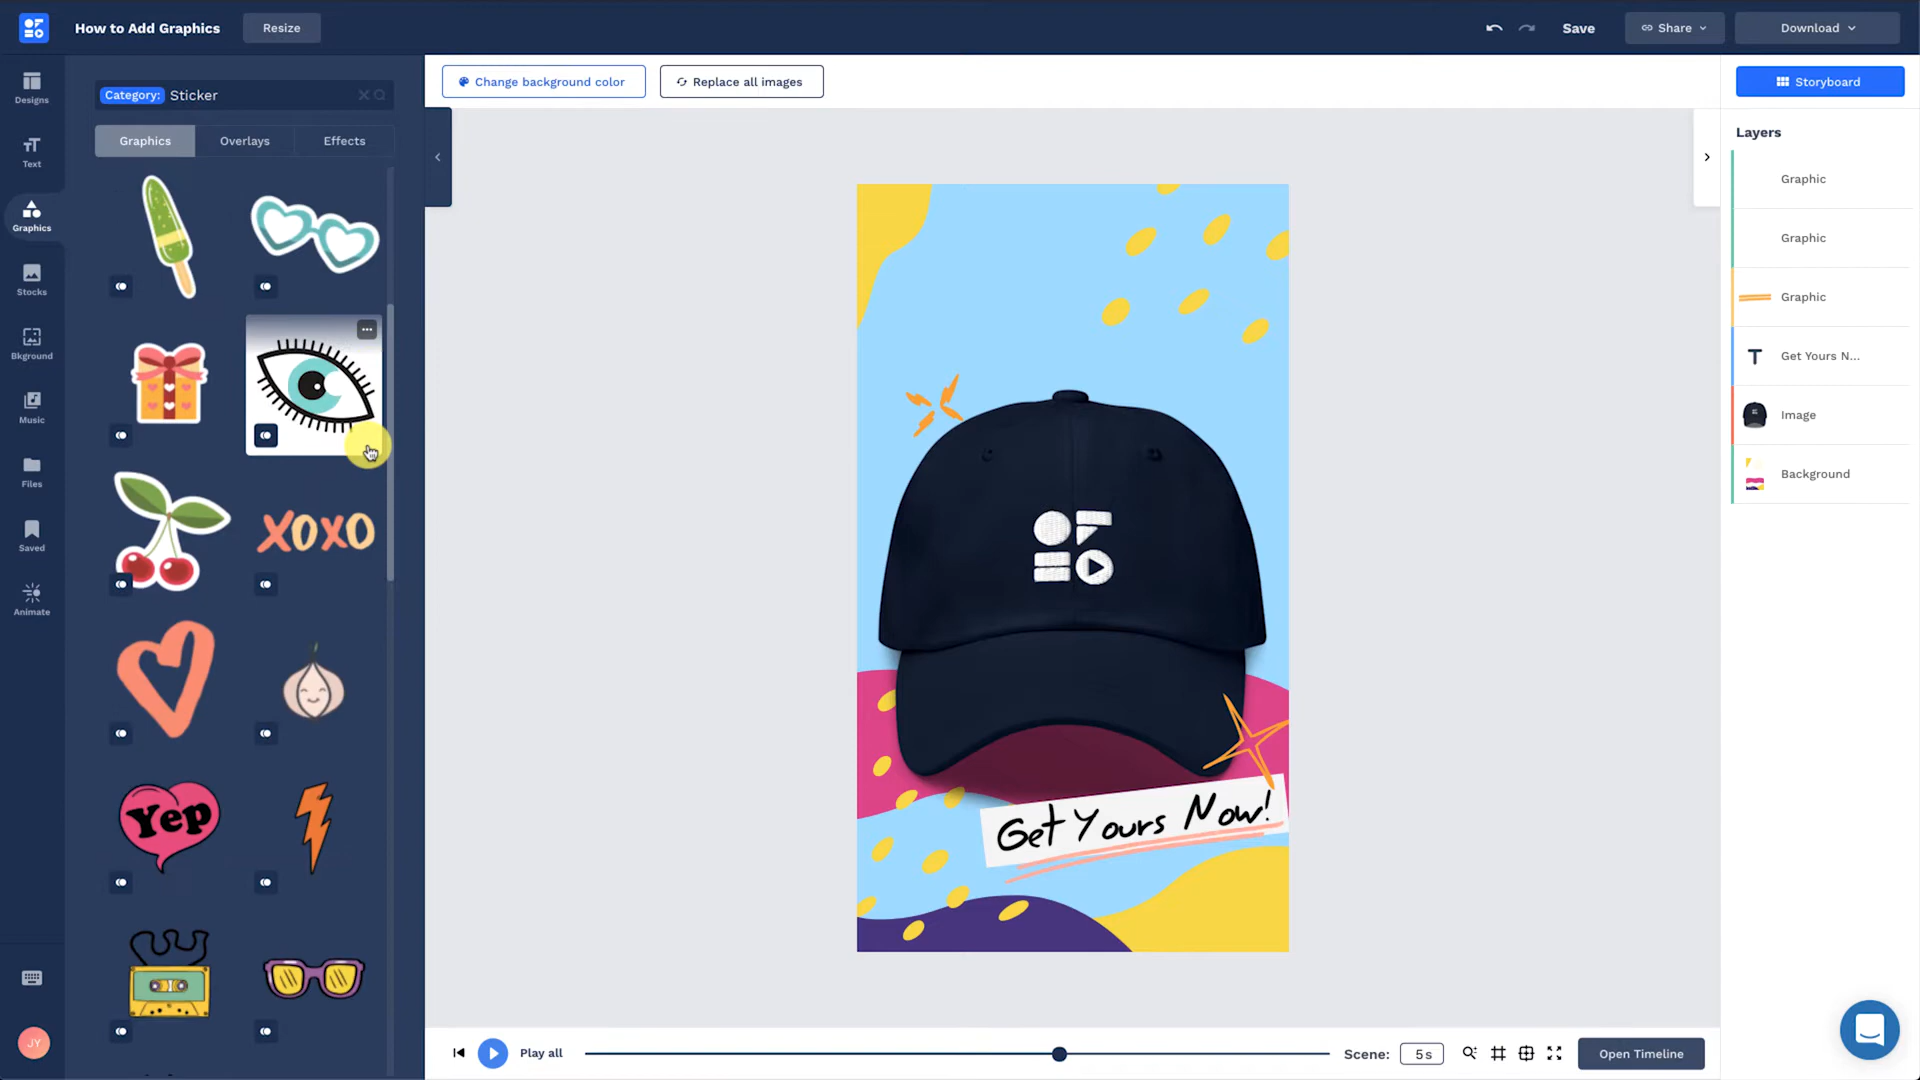 How to Add Graphics
Resize
Save
Share
Download
Designs
Text
Graphics
Stocks
Bkground
Music
Files
Saved
Animate
JY
Category: Sticker
Graphics Overlays Effects
XOXO
Yep
Change background color
Replace all images
Get Yours Now!
Storyboard
Layers
Graphic
Graphic
Graphic
T Get Yours N...
Image
Background
Play all
Scene: 5 s
Open Timeline